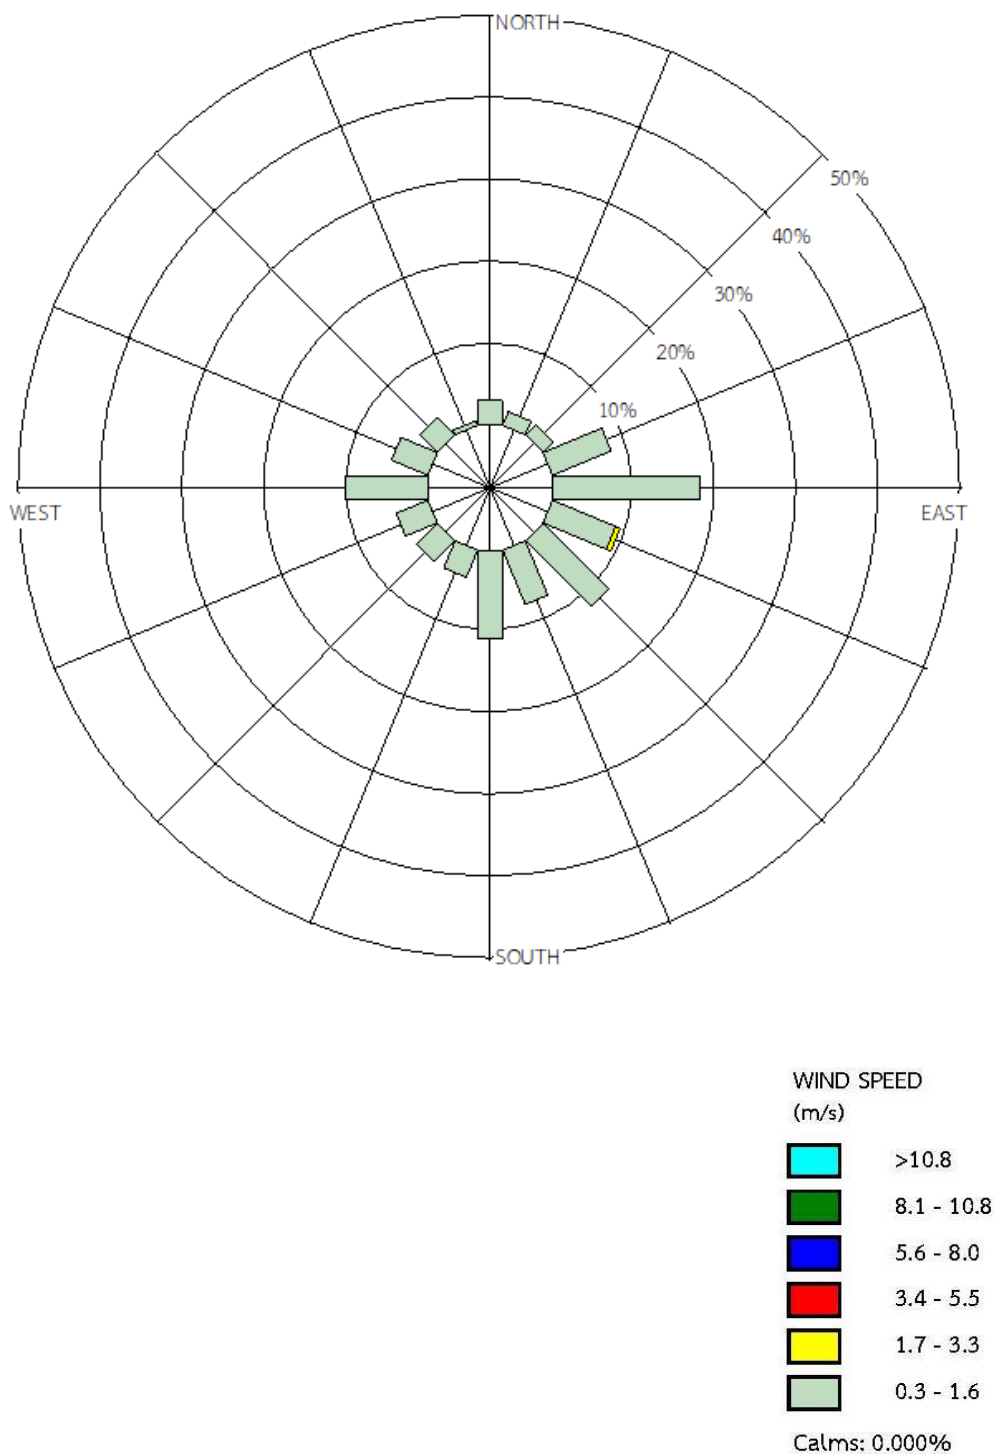 NORTH
50%
40%
30%
20%
10%
WEST
EAST
SOUTH
WIND SPEED
(m/s)
>10.8
8.1 - 10.8
5.6 - 8.0
3.4 - 5.5
1.7 - 3.3
0.3 - 1.6
Calms: 0.000%